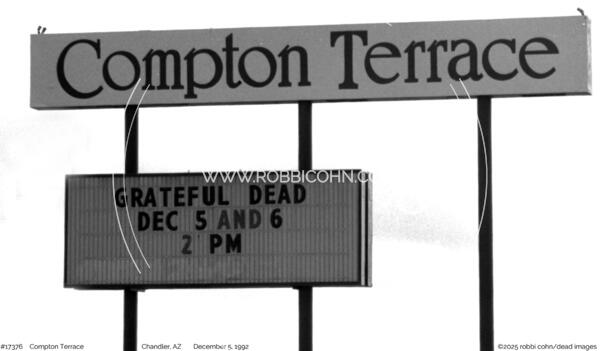 Compton Terrace
WWW.ROBBICOHN.CO
GRATEFUL DEAD
DEC 5 AND 6
2 PM
#17376 Compton Terrace Chandler, AZ December 5, 1992 ©2025 robbi cohn/dead images